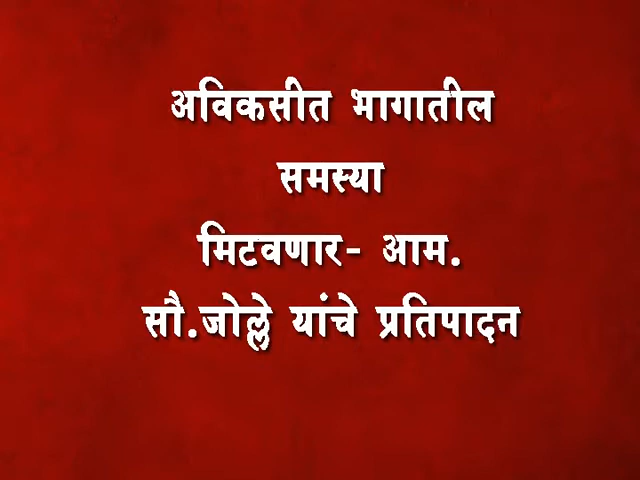 अविकसीत भागातील
समस्या
मिटवणार- आम.
सौ.जोल्ले यांचे प्रतिपादन